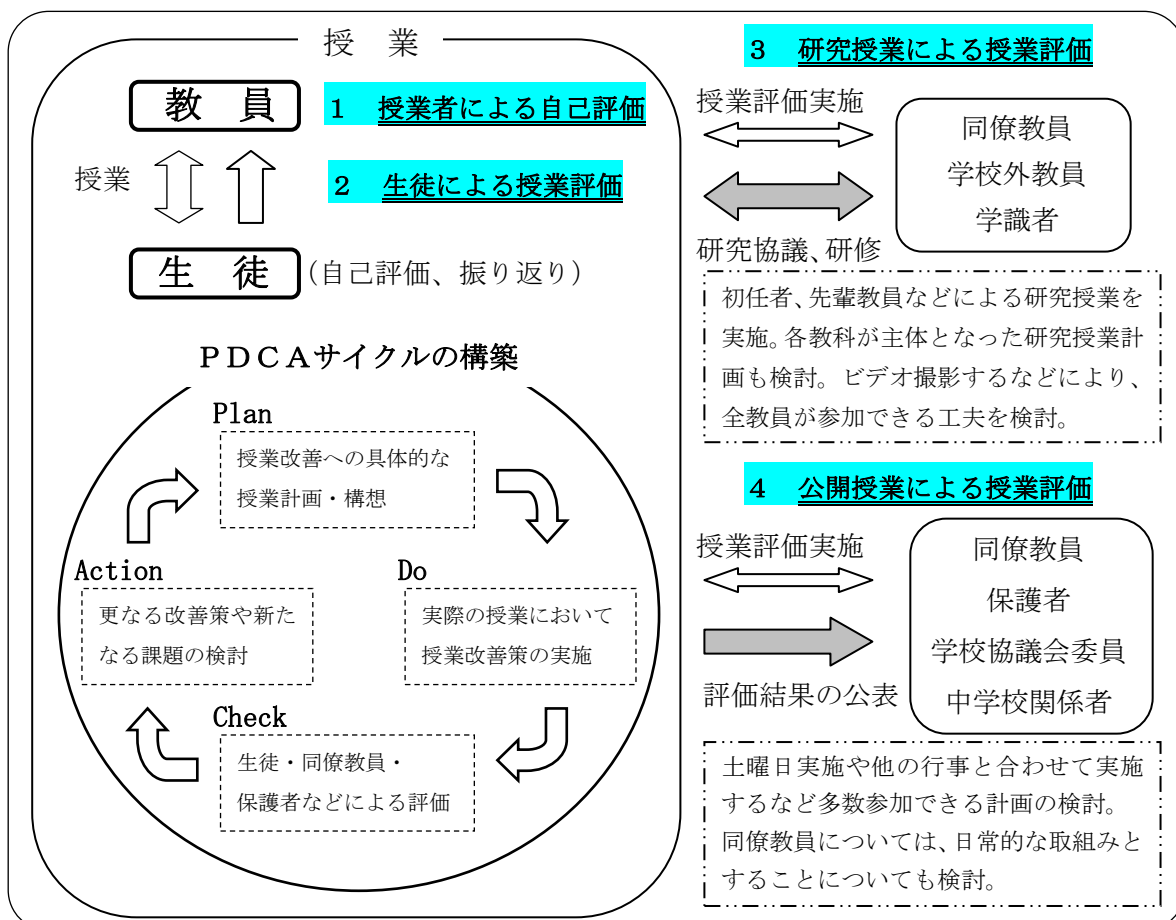 授 業
教 員
1 授業者による自己評価
授業
2 生徒による授業評価
生 徒
(自己評価、振り返り)
PDCAサイクルの構築
Plan
授業改善への具体的な
授業計画・構想
Action
更なる改善策や新た
なる課題の検討
Do
実際の授業において
授業改善策の実施
Check
生徒・同僚教員・
保護者などによる評価
3 研究授業による授業評価
授業評価実施
同僚教員
学校外教員
学識者
研究協議、研修
初任者、先輩教員などによる研究授業を
実施。各教科が主体となった研究授業計
画も検討。ビデオ撮影するなどにより、
全教員が参加できる工夫を検討。
4 公開授業による授業評価
授業評価実施
同僚教員
保護者
学校協議会委員
中学校関係者
評価結果の公表
土曜日実施や他の行事と合わせて実施
するなど多数参加できる計画の検討。
同僚教員については、日常的な取組みと
することについても検討。